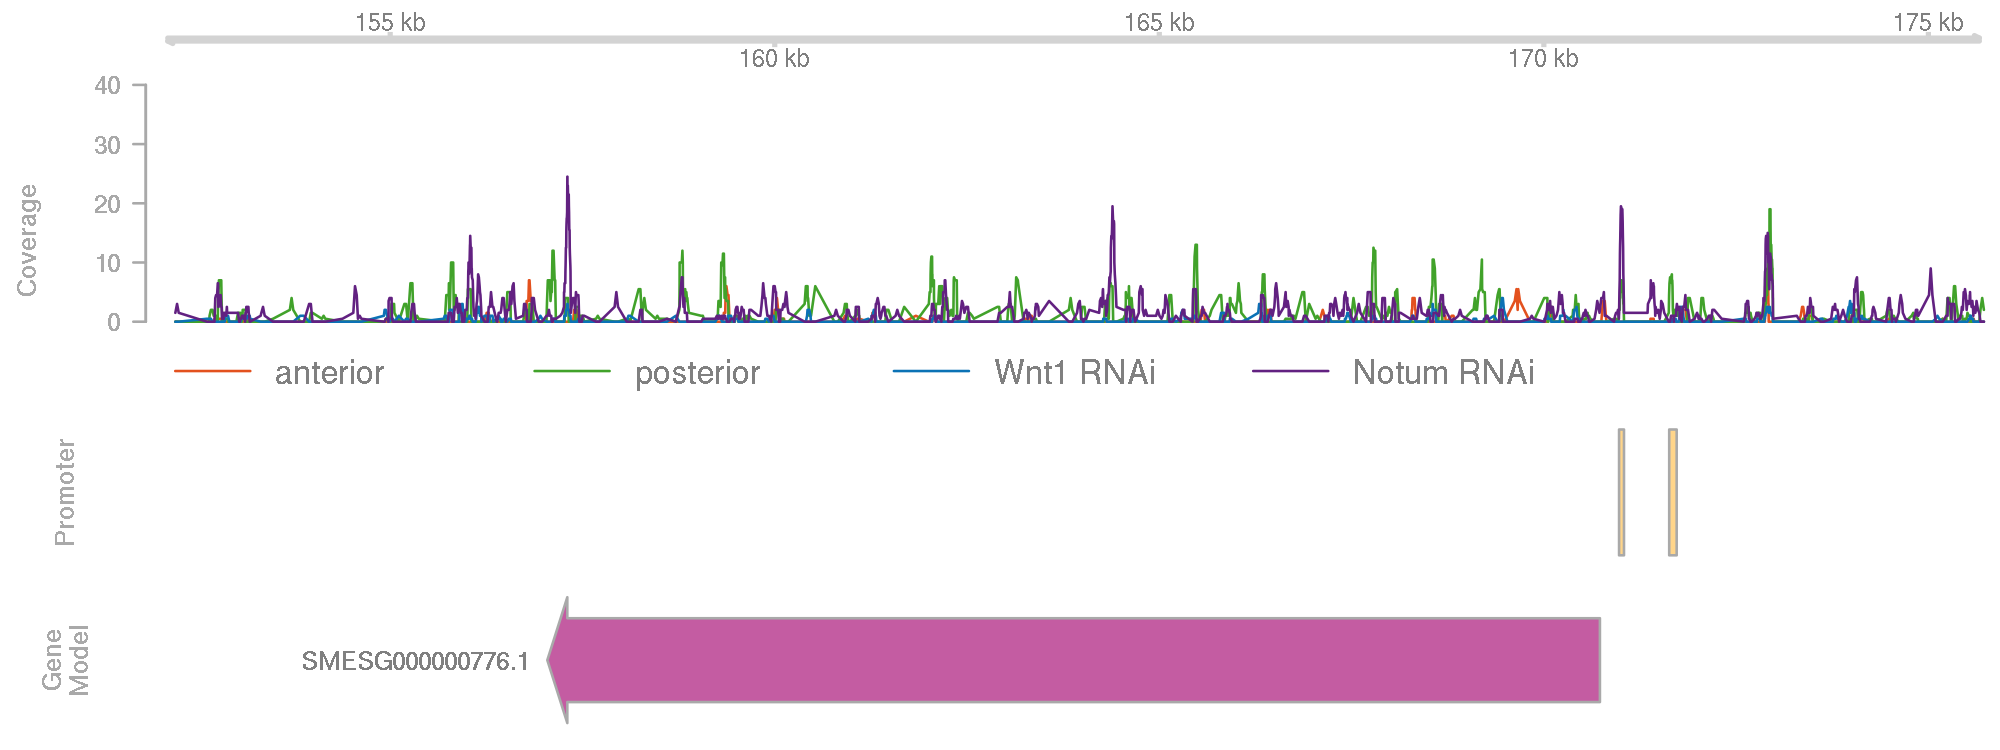 155 kb 165 kb 175 kb
160 kb 170 kb
40
30
20
10
0
Coverage
anterior posterior Wnt1 RNAi Notum RNAi
Promoter
Gene
Model
SMESG000000776.1